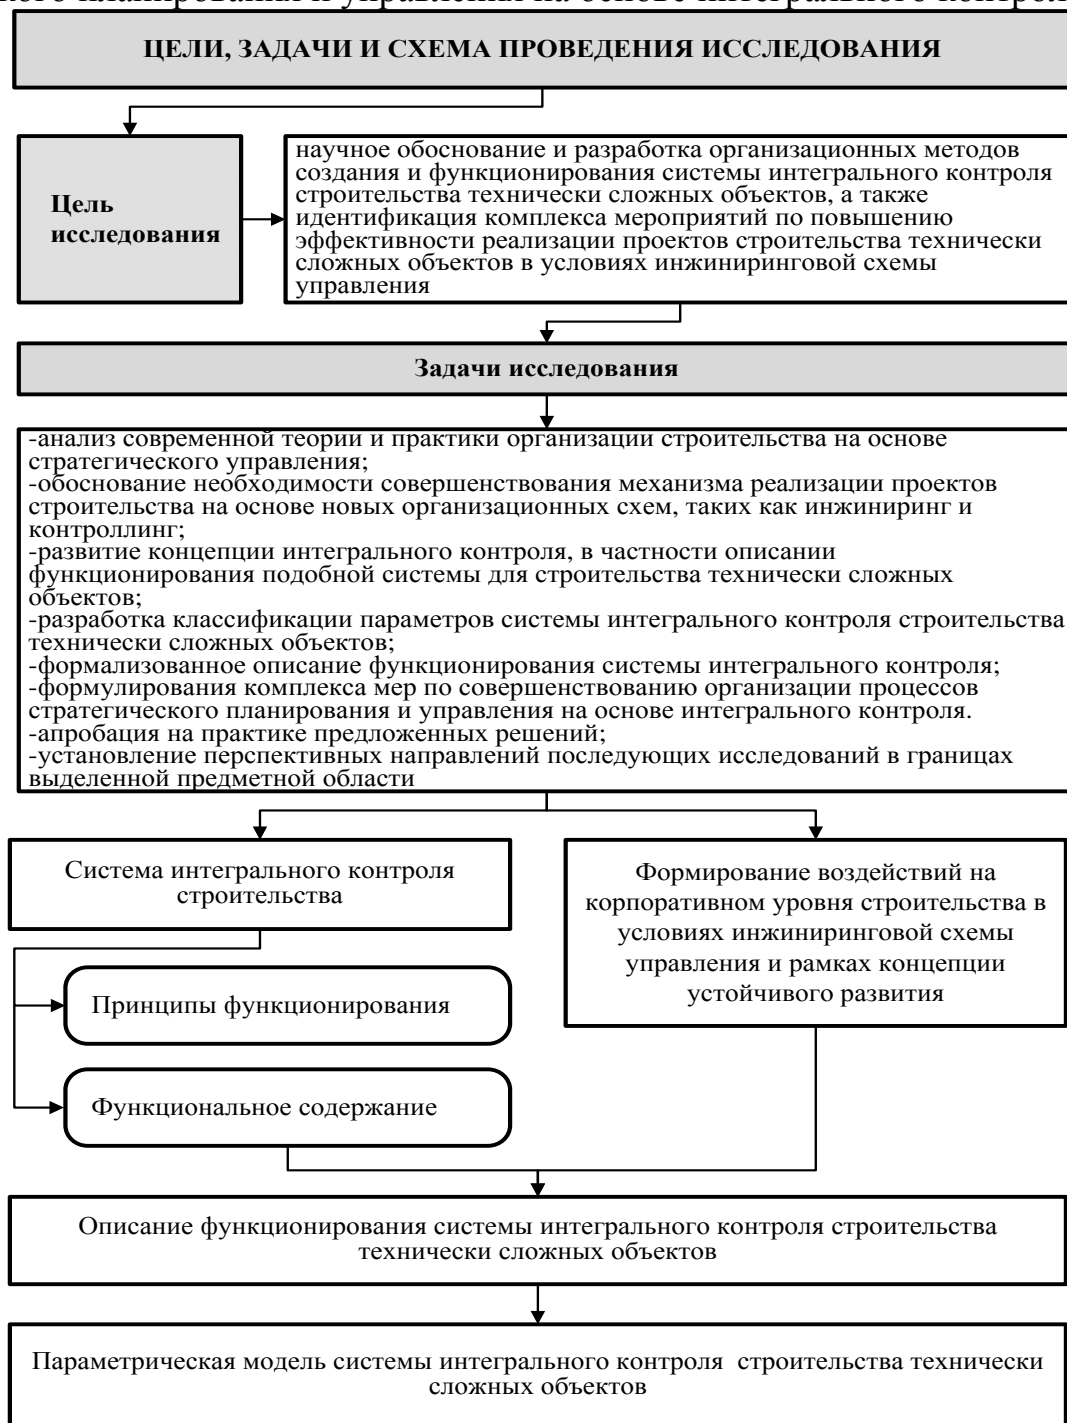 кого планирования и управления на основе интегрального контрол
ЦЕЛИ, ЗАДАЧИ И СХЕМА ПРОВЕДЕНИЯ ИССЛЕДОВАНИЯ
Цель
исследования
научное обоснование и разработка организационных методов
создания и функционирования системы интегрального контроля
строительства технически сложных объектов, а также
идентификация комплекса мероприятий по повышению
эффективности реализации проектов строительства технически
сложных объектов в условиях инжиниринговой схемы
управления
Задачи исследования
-анализ современной теории и практики организации строительства на основе
стратегического управления;
-обоснование необходимости совершенствования механизма реализации проектов
строительства на основе новых организационных схем, таких как инжиниринг и
контроллинг;
-развитие концепции интегрального контроля, в частности описании
функционирования подобной системы для строительства технически сложных
объектов;
-разработка классификации параметров системы интегрального контроля строительства
технически сложных объектов;
-формализованное описание функционирования системы интегрального контроля;
-формулирования комплекса мер по совершенствованию организации процессов
стратегического планирования и управления на основе интегрального контроля.
-апробация на практике предложенных решений;
-установление перспективных направлений последующих исследований в границах
выделенной предметной области
Система интегрального контроля
строительства
Формирование воздействий на
корпоративном уровня строительства в
условиях инжиниринговой схемы
управления и рамках концепции
устойчивого развития
Принципы функционирования
Функциональное содержание
Описание функционирования системы интегрального контроля строительства
технически сложных объектов
Параметрическая модель системы интегрального контроля строительства технически
сложных объектов